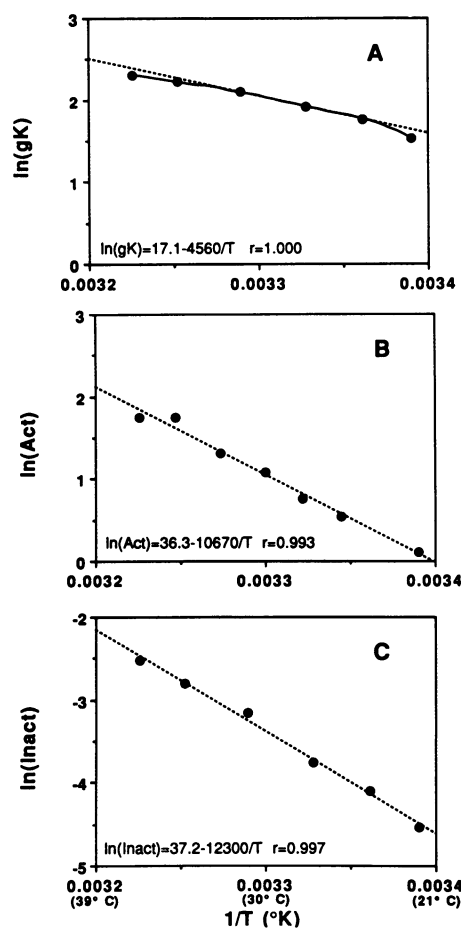 3
A
2
ln(gK)
1
ln(gK)=17.1-4560/T r=1.000
0
0.0032 0.0033 0.0034
3
B
2
ln(Act)
1
ln(Act)=36.3-10670/T r=0.993
0
0.0032 0.0033 0.0034
-2
C
-3
ln(Inact)
-4
ln(Inact)=37.2-12300/T r=0.997
-5
0.0032 0.0033 0.0034
(39° C) (30° C) (21° C)
1/T (°K)